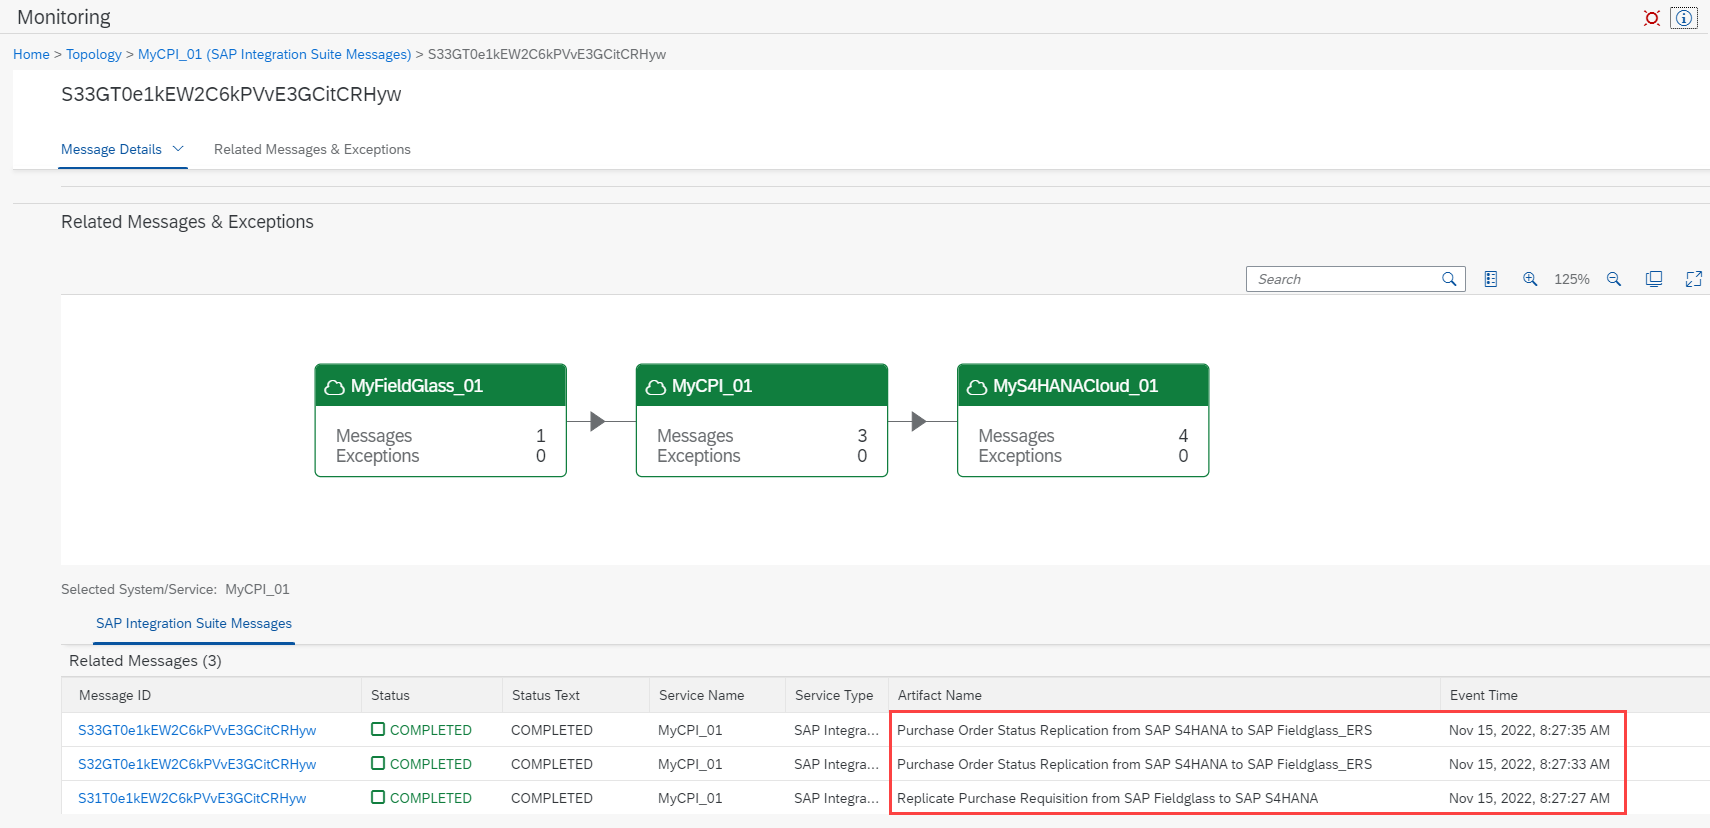 Monitoring
Home > Topology > MyCPI_01 (SAP Integration Suite Messages) > S33GT0e1kEW2C6kPVvE3GCitCRHyw
S33GT0e1kEW2C6kPVvE3GCitCRHyw
Message Details Related Messages & Exceptions
Related Messages & Exceptions
Search 125%
MyFieldGlass_01 MyCPI_01 MyS4HANACloud_01
Messages 1 Messages 3 Messages 4
Exceptions 0 Exceptions 0 Exceptions 0
Selected System/Service: MyCPI_01
SAP Integration Suite Messages
Related Messages (3)
Message ID Status Status Text Service Name Service Type Artifact Name Event Time
S33GT0e1kEW2C6kPVvE3GCitCRHyw COMPLETED COMPLETED MyCPI_01 SAP Integra... Purchase Order Status Replication from SAP S4HANA to SAP Fieldglass_ERS Nov 15, 2022, 8:27:35 AM
S32GT0e1kEW2C6kPVvE3GCitCRHyw COMPLETED COMPLETED MyCPI_01 SAP Integra... Purchase Order Status Replication from SAP S4HANA to SAP Fieldglass_ERS Nov 15, 2022, 8:27:33 AM
S31T0e1kEW2C6kPVvE3GCitCRHyw COMPLETED COMPLETED MyCPI_01 SAP Integra... Replicate Purchase Requisition from SAP Fieldglass to SAP S4HANA Nov 15, 2022, 8:27:27 AM